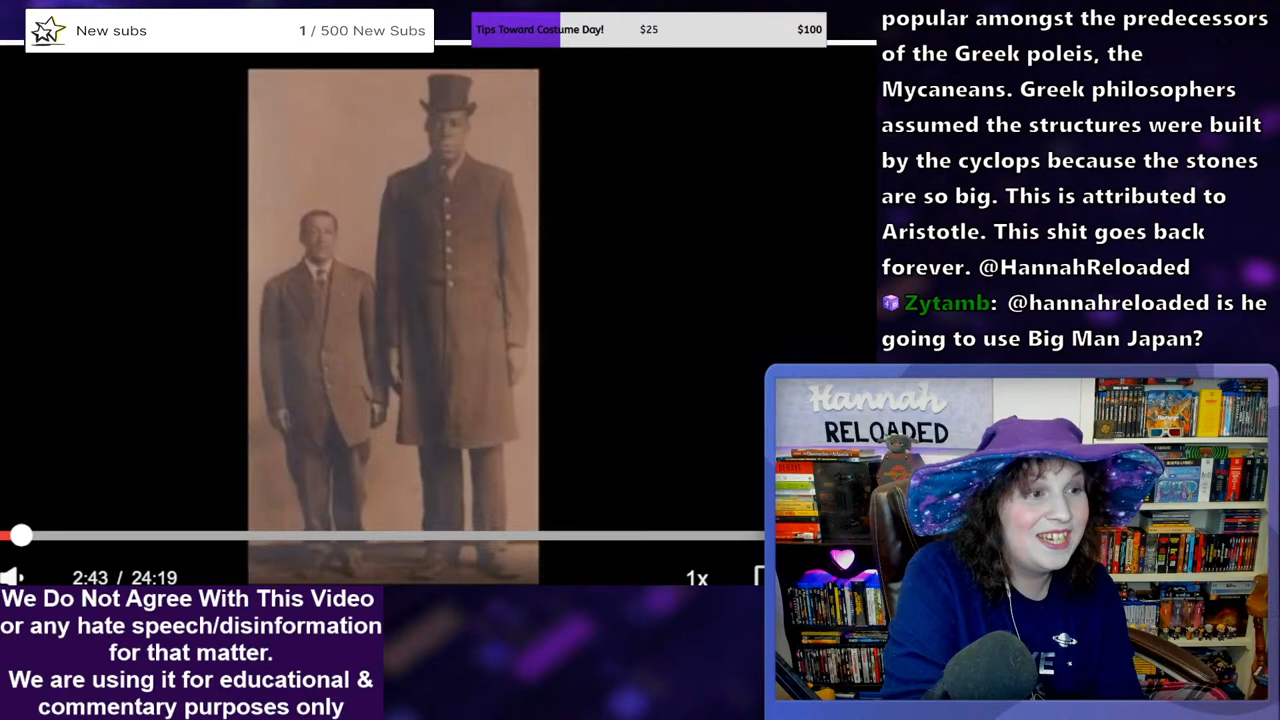 New subs
1 / 500 New Subs
Tips Toward Costume Day!
$25
$100
popular amongst the predecessors
of the Greek poleis, the
Mycaneans. Greek philosophers
assumed the structures were built
by the cyclops because the stones
are so big. This is attributed to
Aristotle. This shit goes back
forever. @HannahReloaded
Zytamb: @hannahreloaded is he
going to use Big Man Japan?
2:43 / 24:19
1x
Hannah
RELOADED
We Do Not Agree With This Video
or any hate speech/disinformation
for that matter.
We are using it for educational &
commentary purposes only